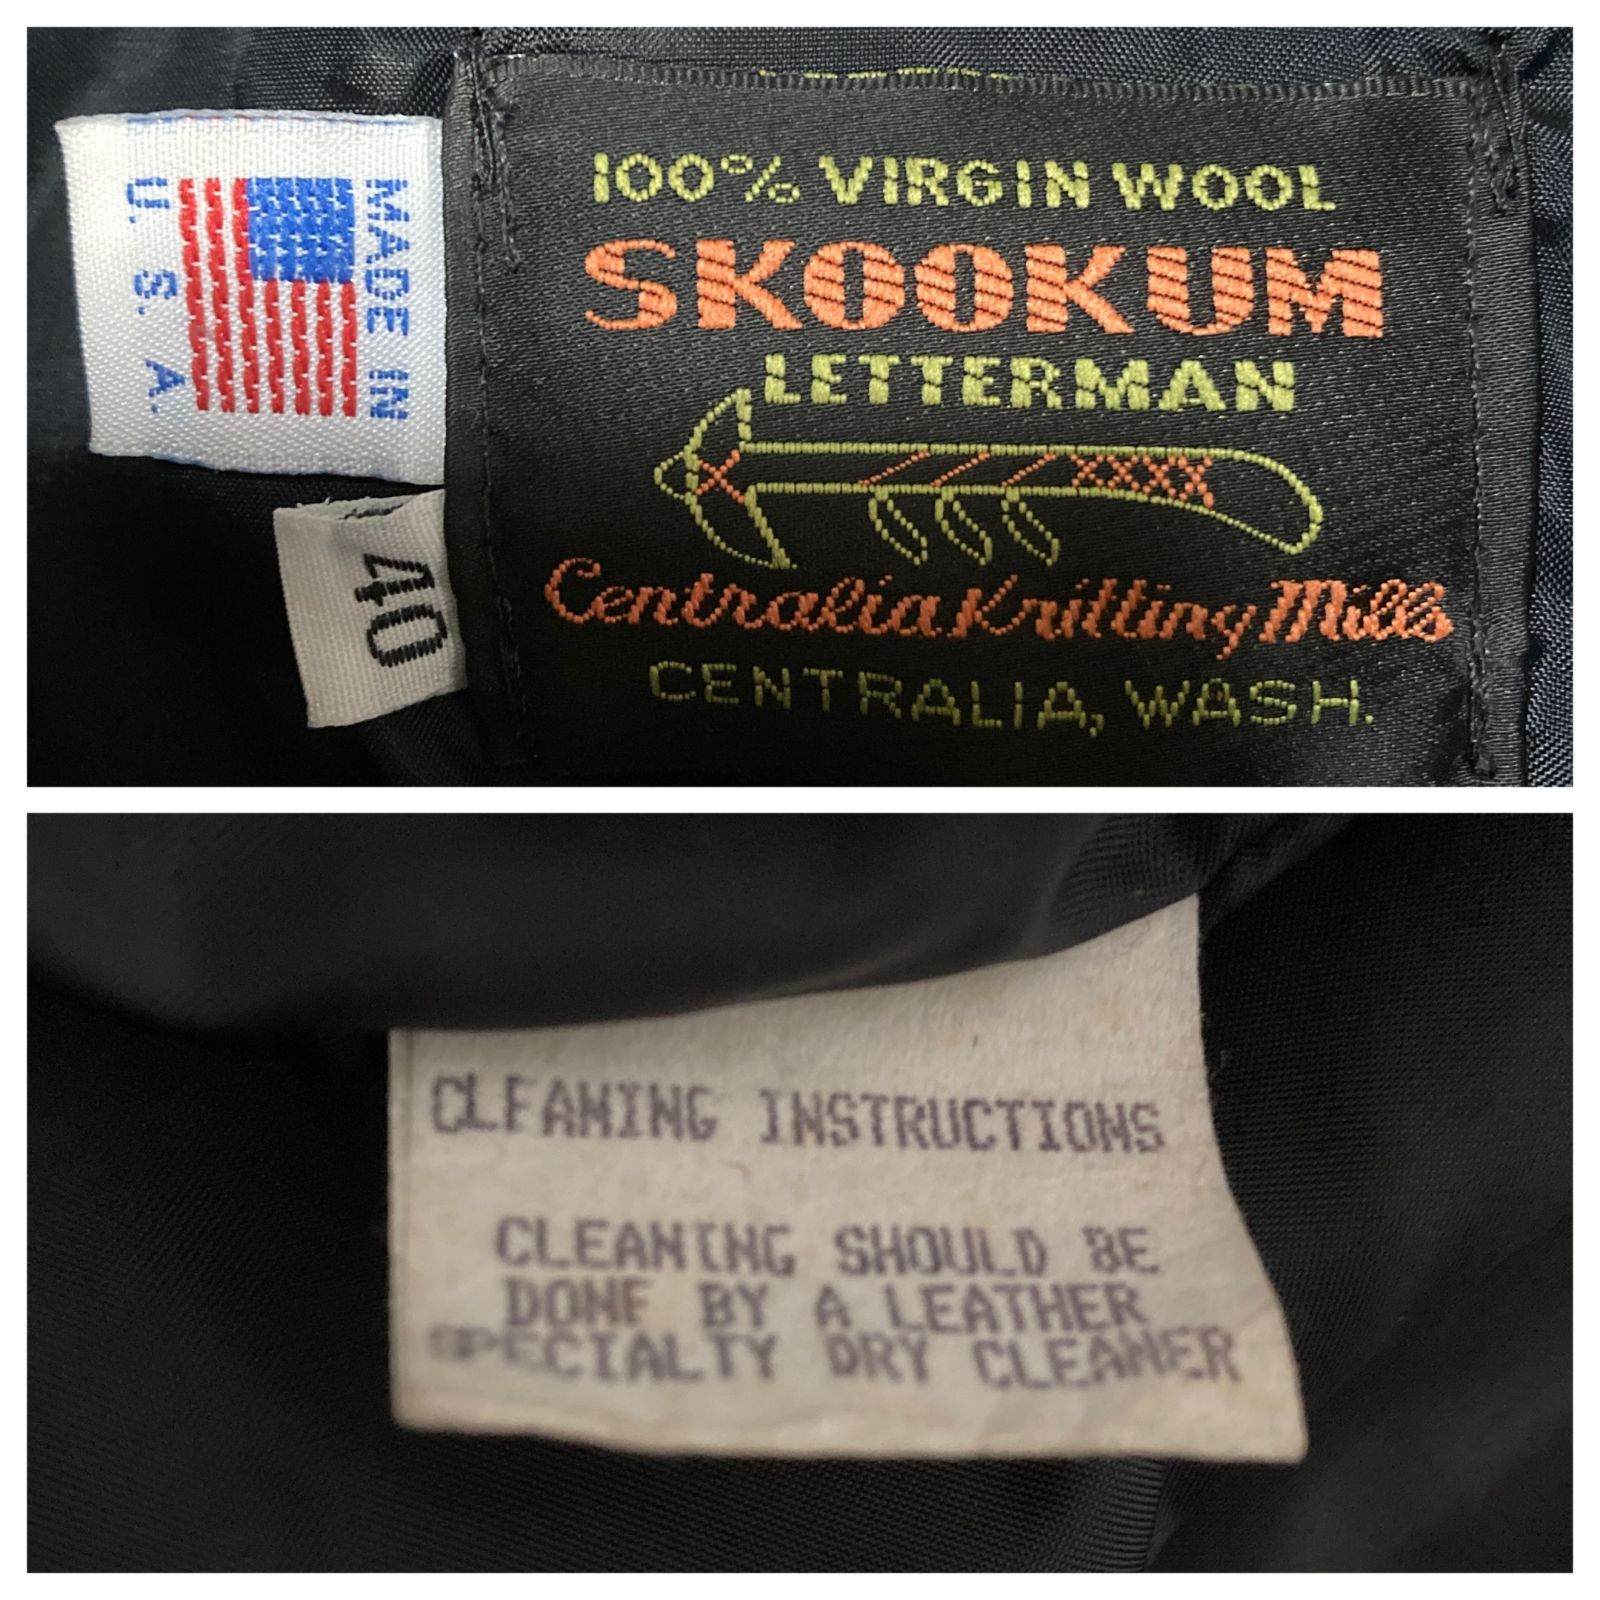 MADE IN
U. S. A.
40
100% VIRGIN WOOL
SKOOKUM
LETTERMAN
Centralia Knitting Mills
CENTRALIA, WASH.
CLEANING INSTRUCTIONS
CLEANING SHOULD BE
DONE BY A LEATHER
SPECIALTY DRY CLEANER